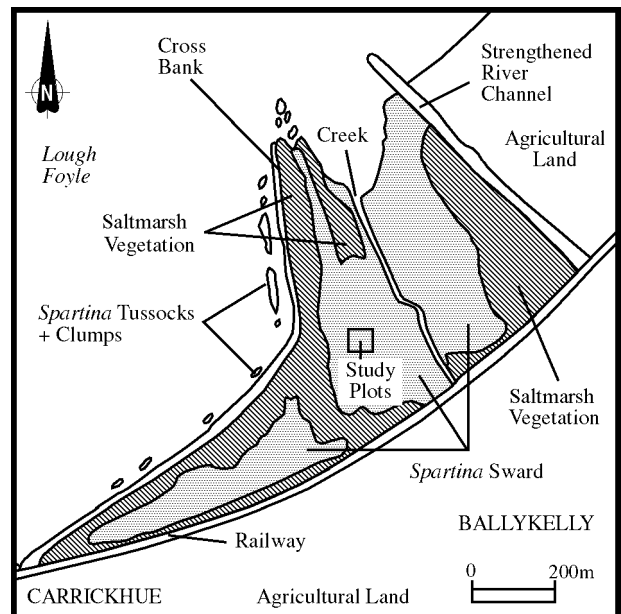 Cross
Bank
Strengthened
River
Channel
N
Creek
Agricultural
Land
Lough
Foyle
Saltmarsh
Vegetation
Spartina Tussocks
+ Clumps
Study
Plots
Saltmarsh
Vegetation
Spartina Sward
Railway
BALLYKELLY
CARRICKHUE
Agricultural Land
0 200m